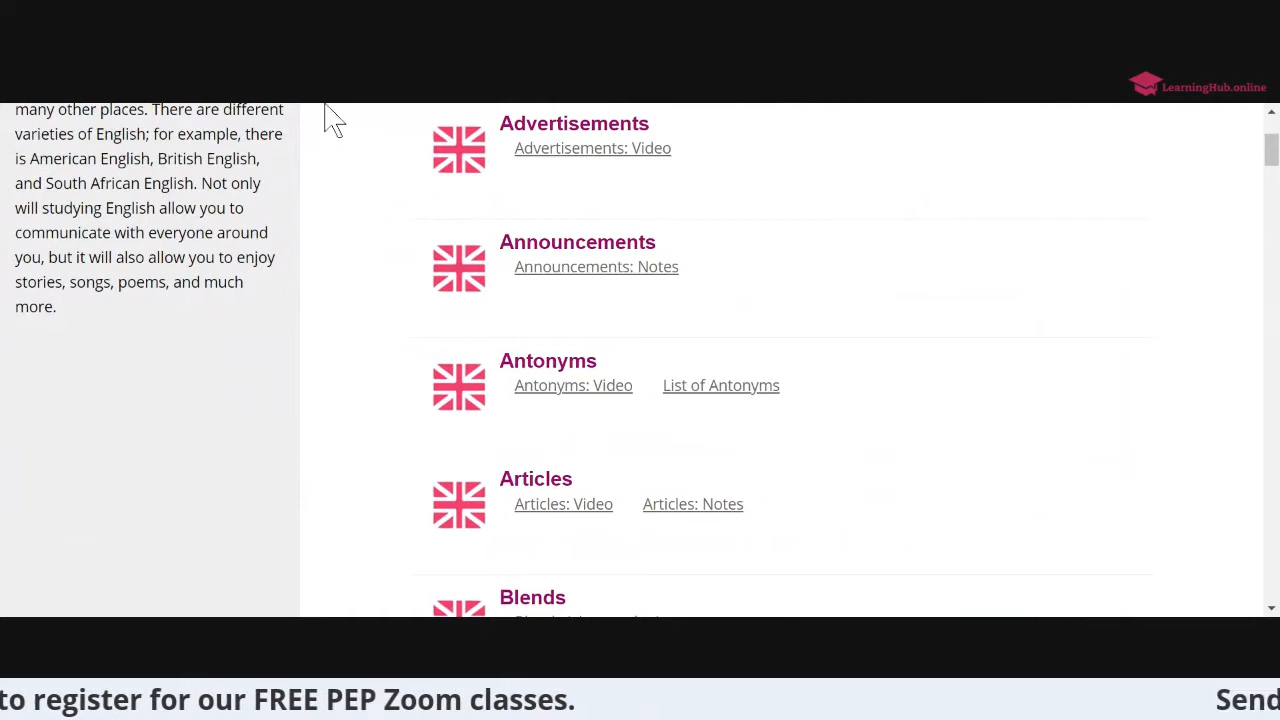 LearningHub.online
many other places. There are different
varieties of English; for example, there
is American English, British English,
and South African English. Not only
will studying English allow you to
communicate with everyone around
you, but it will also allow you to enjoy
stories, songs, poems, and much
more.
Advertisements
Advertisements: Video
Announcements
Announcements: Notes
Antonyms
Antonyms: Video List of Antonyms
Articles
Articles: Video Articles: Notes
Blends
to register for our FREE PEP Zoom classes. Send